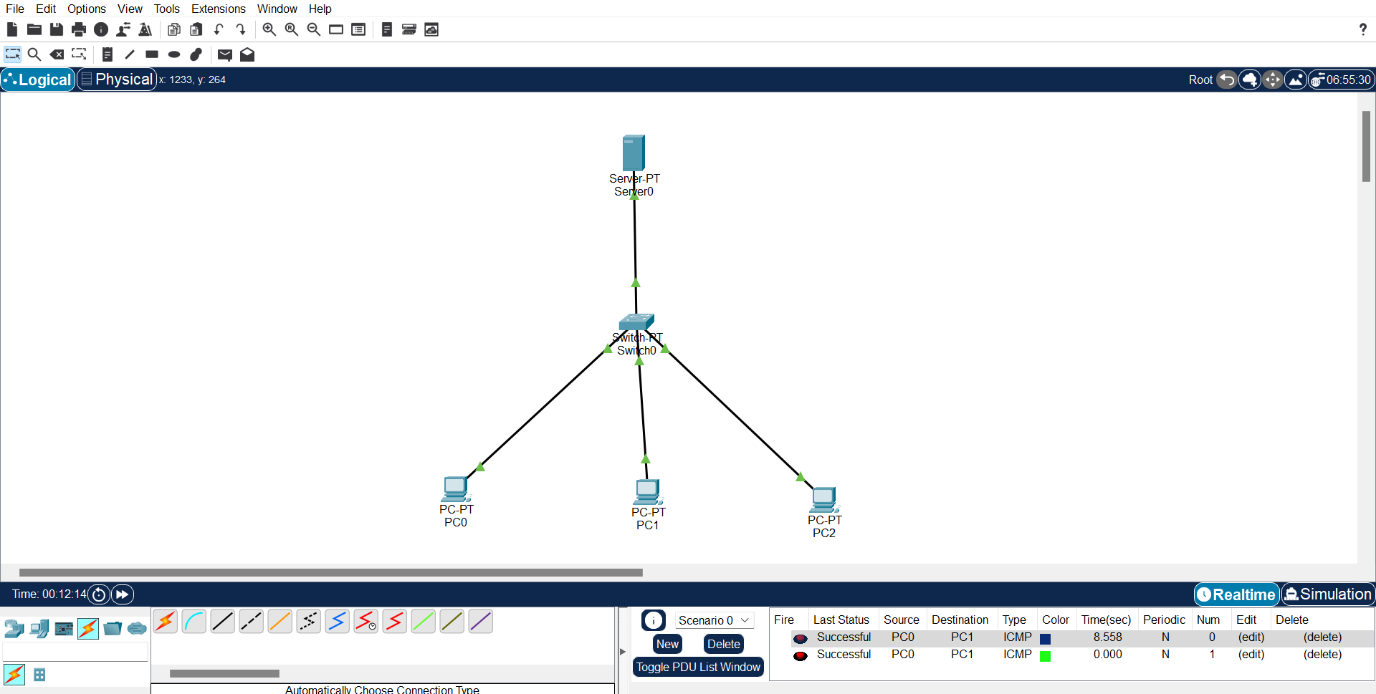 File Edit Options View Tools Extensions Window Help
?
Logical Physical x: 1233, y: 264 Root 06:55:30
Server-PT
Server0
Switch-PT
Switch0
PC-PT
PC0
PC-PT
PC1
PC-PT
PC2
Time: 00:12:14 Realtime Simulation
Scenario 0
New Delete
Toggle PDU List Window
Fire Last Status Source Destination Type Color Time(sec) Periodic Num Edit Delete
Successful PC0 PC1 ICMP 8.558 N 0 (edit) (delete)
Successful PC0 PC1 ICMP 0.000 N 1 (edit) (delete)
Automatically Choose Connection Type